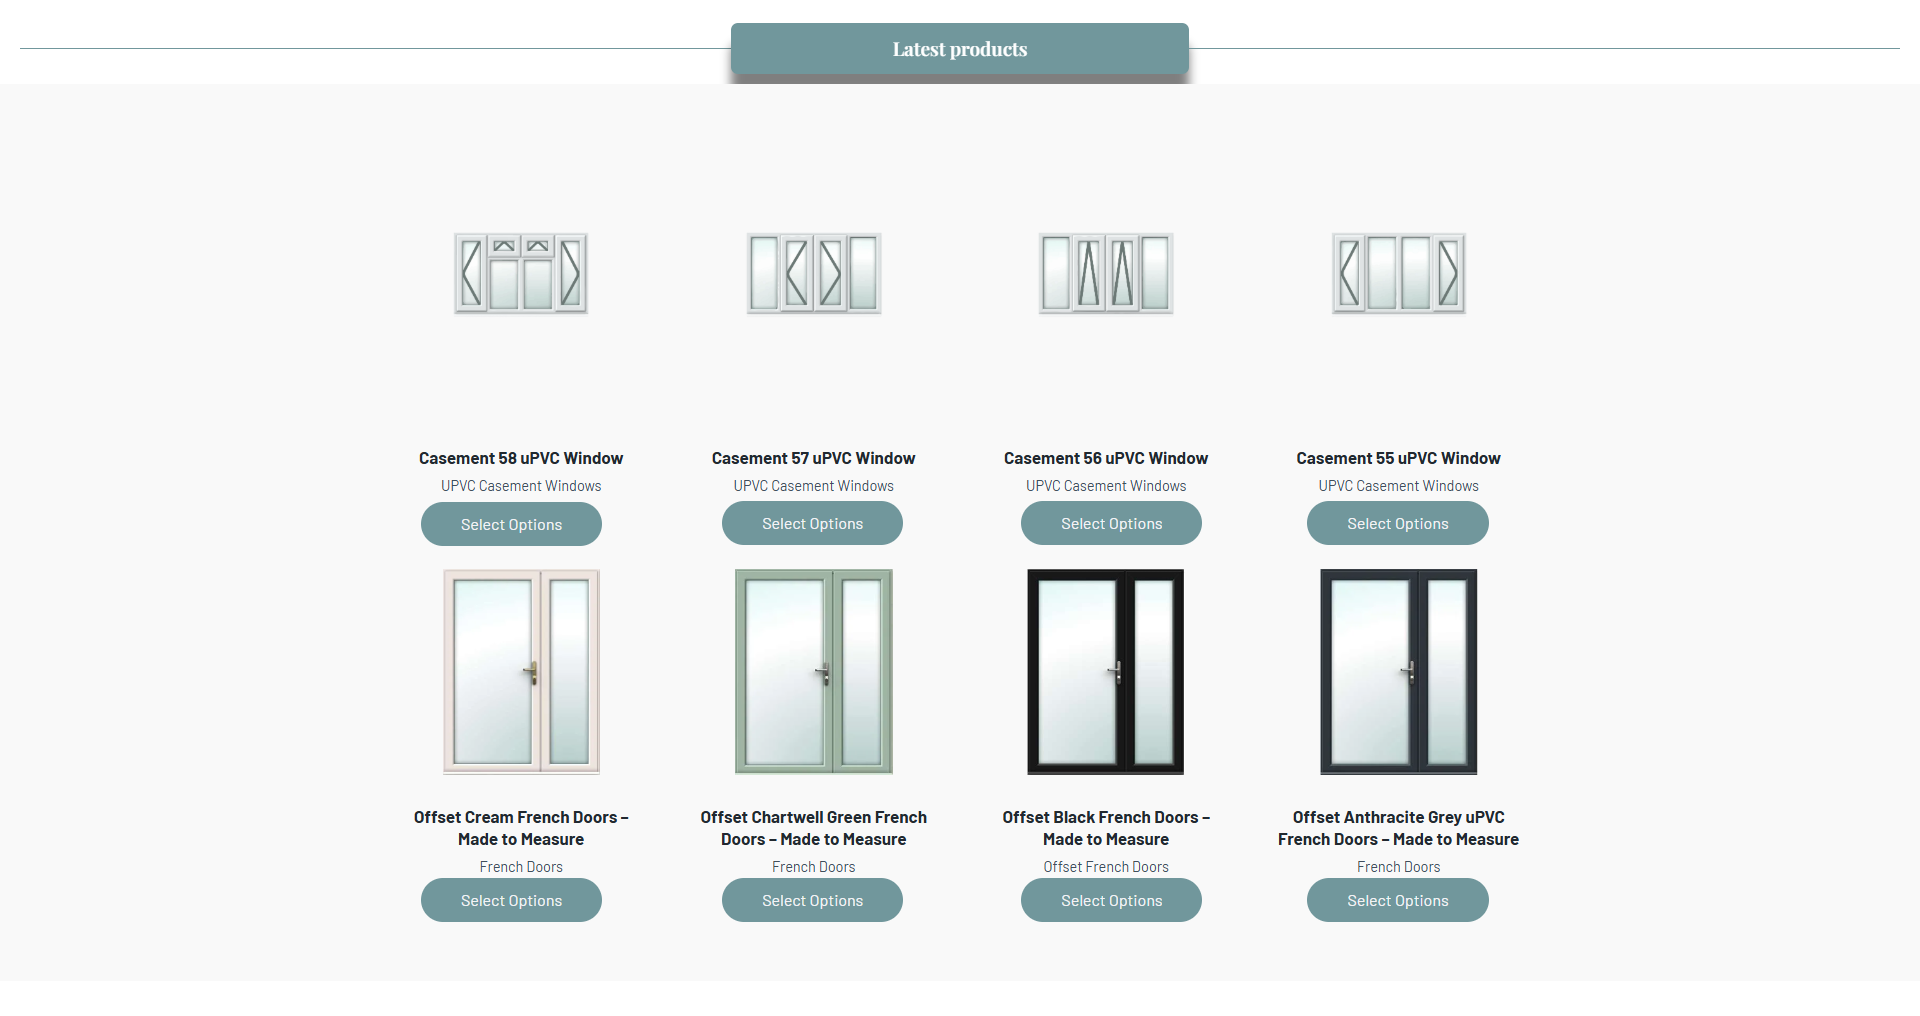 Latest products
Casement 58 uPVC Window
Casement 57 uPVC Window
Casement 56 uPVC Window
Casement 55 uPVC Window
UPVC Casement Windows
UPVC Casement Windows
UPVC Casement Windows
UPVC Casement Windows
Select Options
Select Options
Select Options
Select Options
Offset Cream French Doors –
Made to Measure
Offset Chartwell Green French
Doors – Made to Measure
Offset Black French Doors –
Made to Measure
Offset Anthracite Grey uPVC
French Doors – Made to Measure
French Doors
French Doors
Offset French Doors
French Doors
Select Options
Select Options
Select Options
Select Options